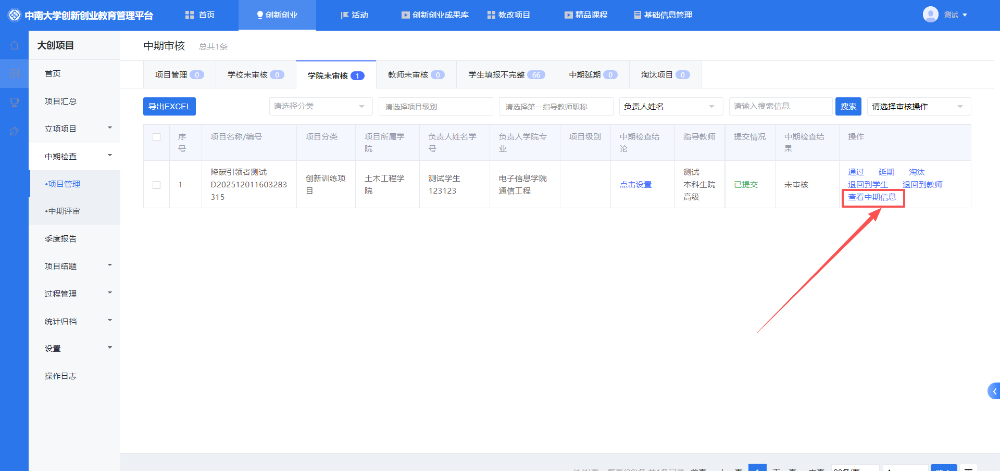 中南大学创新创业教育管理平台
首页
创新创业
活动
创新创业成果库
教改项目
精品课程
基础信息管理
测试
大创项目
首页
项目汇总
立项项目
中期检查
•项目管理
•中期评审
季度报告
项目结题
过程管理
统计归档
设置
操作日志
中期审核 总共1条
项目管理 0
学校未审核 0
学院未审核 1
教师未审核 0
学生填报不完整 66
中期延期 0
淘汰项目 0
导出EXCEL
请选择分类
请选择项目级别
请选择第一指导教师职称
负责人姓名
请输入搜索信息
搜索
请选择审核操作
序
号
项目名称/编号
项目分类
项目所属学
院
负责人姓名学
号
负责人学院专
业
项目级别
中期检查结
论
指导教师
提交情况
中期检查结
果
操作
1
降碳引领者测试
D202512011603283
315
创新训练项
目
土木工程学
院
测试学生
123123
电子信息学院
通信工程
点击设置
测试
本科生院
高级
已提交
未审核
通过 延期 淘汰
退回到学生 退回到教师
查看中期信息